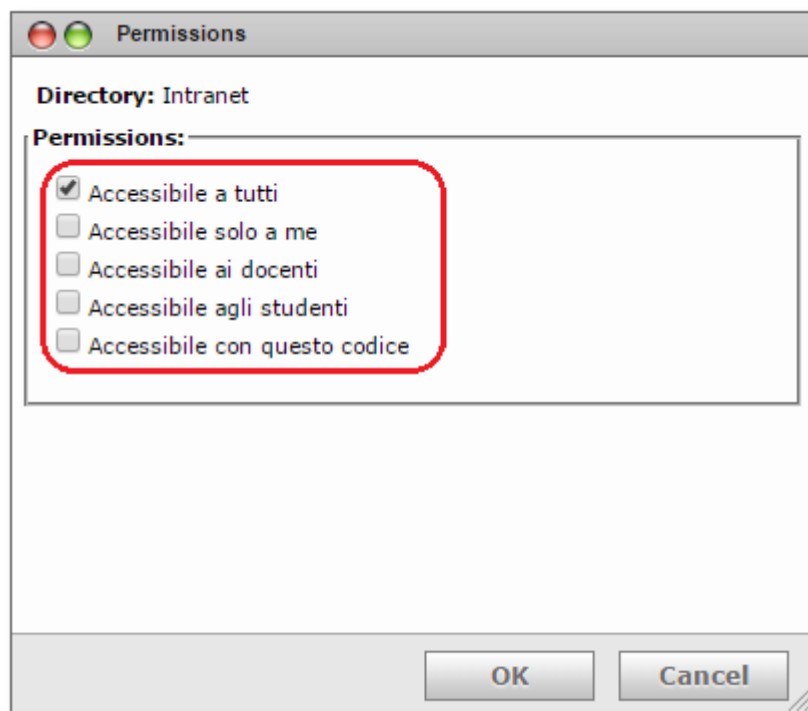 Permissions
Directory: Intranet
Permissions:
Accessibile a tutti
Accessibile solo a me
Accessibile ai docenti
Accessibile agli studenti
Accessibile con questo codice
OK Cancel